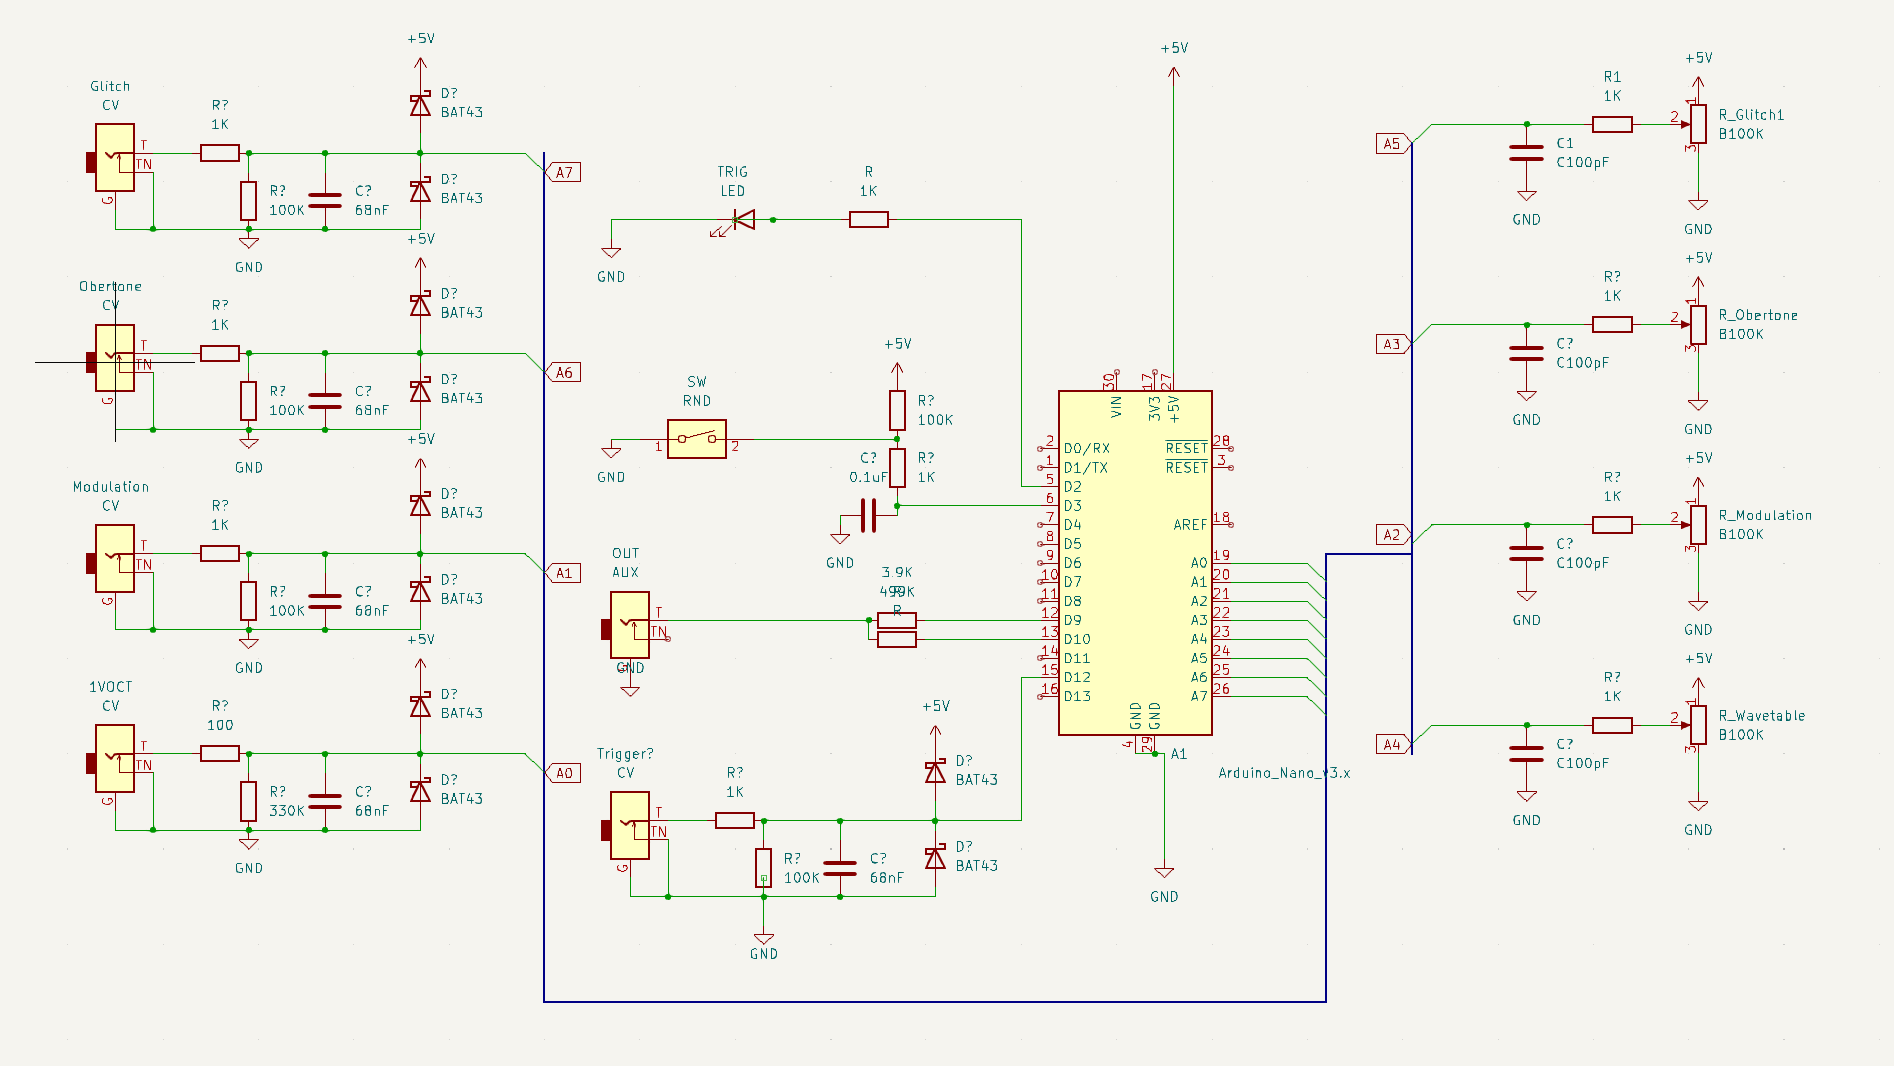 +5V
Glitch
CV
R?
1K
D?
BAT43
T
TN
G
R?
100K
C?
68nF
D?
BAT43
GND
A7
+5V
Obertone
CV
R?
1K
D?
BAT43
T
TN
G
R?
100K
C?
68nF
D?
BAT43
GND
A6
+5V
Modulation
CV
R?
1K
D?
BAT43
T
TN
G
R?
100K
C?
68nF
D?
BAT43
GND
A1
+5V
1VOCT
CV
R?
100
D?
BAT43
T
TN
G
R?
330K
C?
68nF
D?
BAT43
GND
A0
TRIG
LED
R
1K
GND
+5V
SW
RND
1
2
GND
R?
100K
R?
1K
C?
0.1uF
GND
OUT
AUX
T
TN
GND
3.9K
499K
R
Trigger?
CV
R?
1K
T
TN
G
R?
100K
C?
68nF
+5V
D?
BAT43
D?
BAT43
GND
+5V
30
17
27
VIN
3V3
+5V
2
D0/RX
1
D1/TX
5
D2
6
D3
7
D4
8
D5
9
D6
10
D7
11
D8
12
D9
13
D10
14
D11
15
D12
16
D13
RESET
28
RESET
3
AREF
18
A0
19
A1
20
A2
21
A3
22
A4
23
A5
24
A6
25
A7
26
GND
GND
4
29
A1
Arduino_Nano_v3.x
GND
A5
R1
1K
+5V
1
2
3
R_Glitch1
B100K
C1
C100pF
GND
GND
A3
R?
1K
+5V
1
2
3
R_Obertone
B100K
C?
C100pF
GND
GND
A2
R?
1K
+5V
1
2
3
R_Modulation
B100K
C?
C100pF
GND
GND
A4
R?
1K
+5V
1
2
3
R_Wavetable
B100K
C?
C100pF
GND
GND